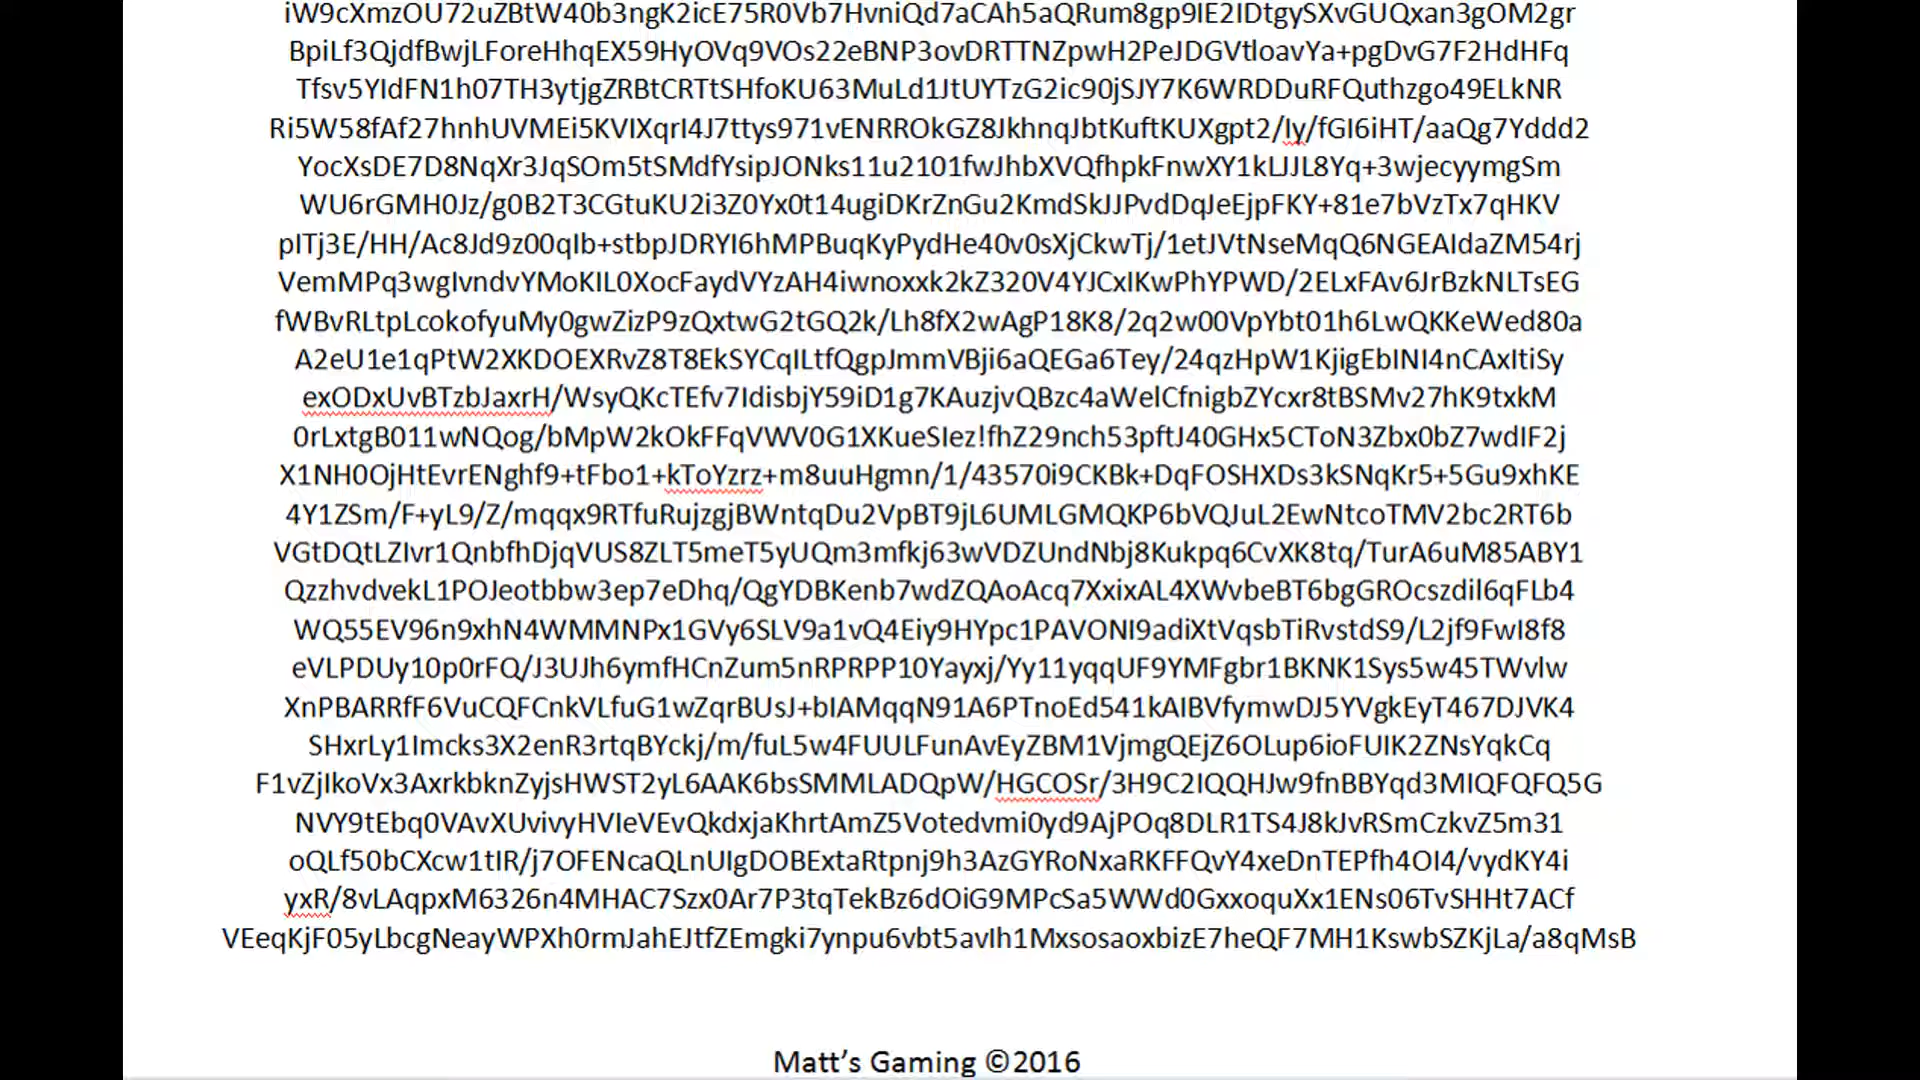 iW9cXmzOU72uZBtW40b3ngK2icE75R0Vb7HvniQd7aCAh5aQRum8gp9IE2IDtgySXvGUQxan3gOM2gr
BpiLf3QjdfBwjLForeHhqEX59HyOVq9VOs22eBNP3ovDRTTNZpwH2PeJDGVtloavYa+pgDvG7F2HdHFq
Tfsv5YIdFN1h07TH3ytjgZRBtCRTtSHfoKU63MuLd1JtUYTzG2ic90jSJY7K6WRDDuRFQuthzgo49ELkNR
Ri5W58fAf27hnhUVMEi5KVIXqrI4J7ttys971vENRROkGZ8JkhnqJbtKuftKUXgpt2/Iy/fGI6iHT/aaQg7Yddd2
YocXsDE7D8NqXr3JqSOm5tSMdfYsipJONks11u2101fwJhbXVQfhpkFnwXY1kLJJL8Yq+3wjecyymgSm
WU6rGMH0Jz/g0B2T3CGtuKU2i3Z0Yx0t14ugiDKrZnGu2KmdSkJJPvdDqJeEjpFKY+81e7bVzTx7qHKV
pITj3E/HH/Ac8Jd9z00qIb+stbpJDRYI6hMPBuqKyPydHe40v0sXjCkwTj/1etJVtNseMqQ6NGEAIdaZM54rj
VemMPq3wgIvndvYMoKIL0XocFaydVYzAH4iwnoxxk2kZ320V4YJCxIKwPhYPWD/2ELxFAv6JrBzkNLTsEG
fWBvRLtpLcokofyuMy0gwZizP9zQxtwG2tGQ2k/Lh8fX2wAgP18K8/2q2w00VpYbt01h6LwQKKeWed80a
A2eU1e1qPtW2XKDOEXRvZ8T8EkSYCqILtfQgpJmmVBji6aQEGa6Tey/24qzHpW1KjigEbINI4nCAxItiSy
exODxUvBTzbJaxrH/WsyQKcTEfv7IdisbjY59iD1g7KAuzjvQBzc4aWelCfnigbZYcxr8tBSMv27hK9txkM
0rLxtgB011wNQog/bMpW2kOkFFqVWV0G1XKueSIez!fhZ29nch53pftJ40GHx5CToN3Zbx0bZ7wdIF2j
X1NH0OjHtEvrENghf9+tFbo1+kToYzrz+m8uuHgmn/1/43570i9CKBk+DqFOSHXDs3kSNqKr5+5Gu9xhKE
4Y1ZSm/F+yL9/Z/mqqx9RTfuRujzgjBWntqDu2VpBT9jL6UMLGMQKP6bVQJuL2EwNtcoTMV2bc2RT6b
VGtDQtLZIvr1QnbfhDjqVUS8ZLT5meT5yUQm3mfkj63wVDZUndNbj8Kukpq6CvXK8tq/TurA6uM85ABY1
QzzhvdvekL1POJeotbbw3ep7eDhq/QgYDBKenb7wdZQAoAcq7XxixAL4XWvbeBT6bgGROcszdil6qFLb4
WQ55EV96n9xhN4WMMNPx1GVy6SLV9a1vQ4Eiy9HYpc1PAVONI9adiXtVqsbTiRvstdS9/L2jf9FwI8f8
eVLPDUy10p0rFQ/J3UJh6ymfHCnZum5nRPRPP10Yayxj/Yy11yqqUF9YMFgbr1BKNK1Sys5w45TWvlw
XnPBARRfF6VuCQFCnkVLfuG1wZqrBUsJ+bIAMqqN91A6PTnoEd541kAIBVfymwDJ5YVgkEyT467DJVK4
SHxrLy1Imcks3X2enR3rtqBYckj/m/fuL5w4FUULFunAvEyZBM1VjmgQEjZ6OLup6ioFUIK2ZNsYqkCq
F1vZjIkoVx3AxrkbknZyjsHWST2yL6AAK6bsSMMLADQpW/HGCOSr/3H9C2IQQHJw9fnBBYqd3MIQFQFQ5G
NVY9tEbq0VAvXUvivyHVIeVEvQkdxjaKhrtAmZ5Votedvmi0yd9AjPOq8DLR1TS4J8kJvRSmCzkvZ5m31
oQLf50bCXcw1tIR/j7OFENcaQLnUIgDOBExtaRtpnj9h3AzGYRoNxaRKFFQvY4xeDnTEPfh4OI4/vydKY4i
yxR/8vLAqpxM6326n4MHAC7Szx0Ar7P3tqTekBz6dOiG9MPcSa5WWd0GxxoquXx1ENs06TvSHHt7ACf
VEeqKjF05yLbcgNeayWPXh0rmJahEJtfZEmgki7ynpu6vbt5avIh1MxsosaoxbizE7heQF7MH1KswbSZKjLa/a8qMsB
Matt’s Gaming ©2016